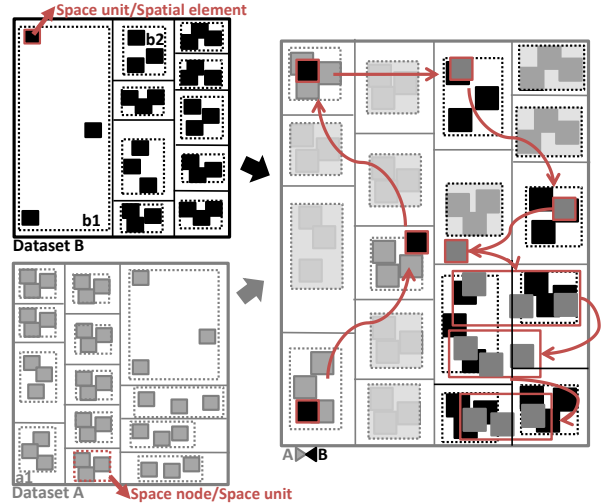 Space unit/Spatial element
b2
b1
Dataset B
a1
Dataset A
Space node/Space unit
A B